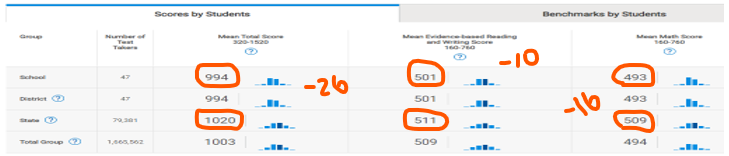 Scores by Students Benchmarks by Students
Group Number of Test Takers Mean Total Score 320-1520 ? Mean Evidence-based Reading and Writing Score 160-760 ? Mean Math Score 160-760 ?
School 47 994 501 -10 493
-26
District ? 47 994 501 493
-16
State ? 79,381 1020 511 509
Total Group ? 1,665,562 1003 509 494